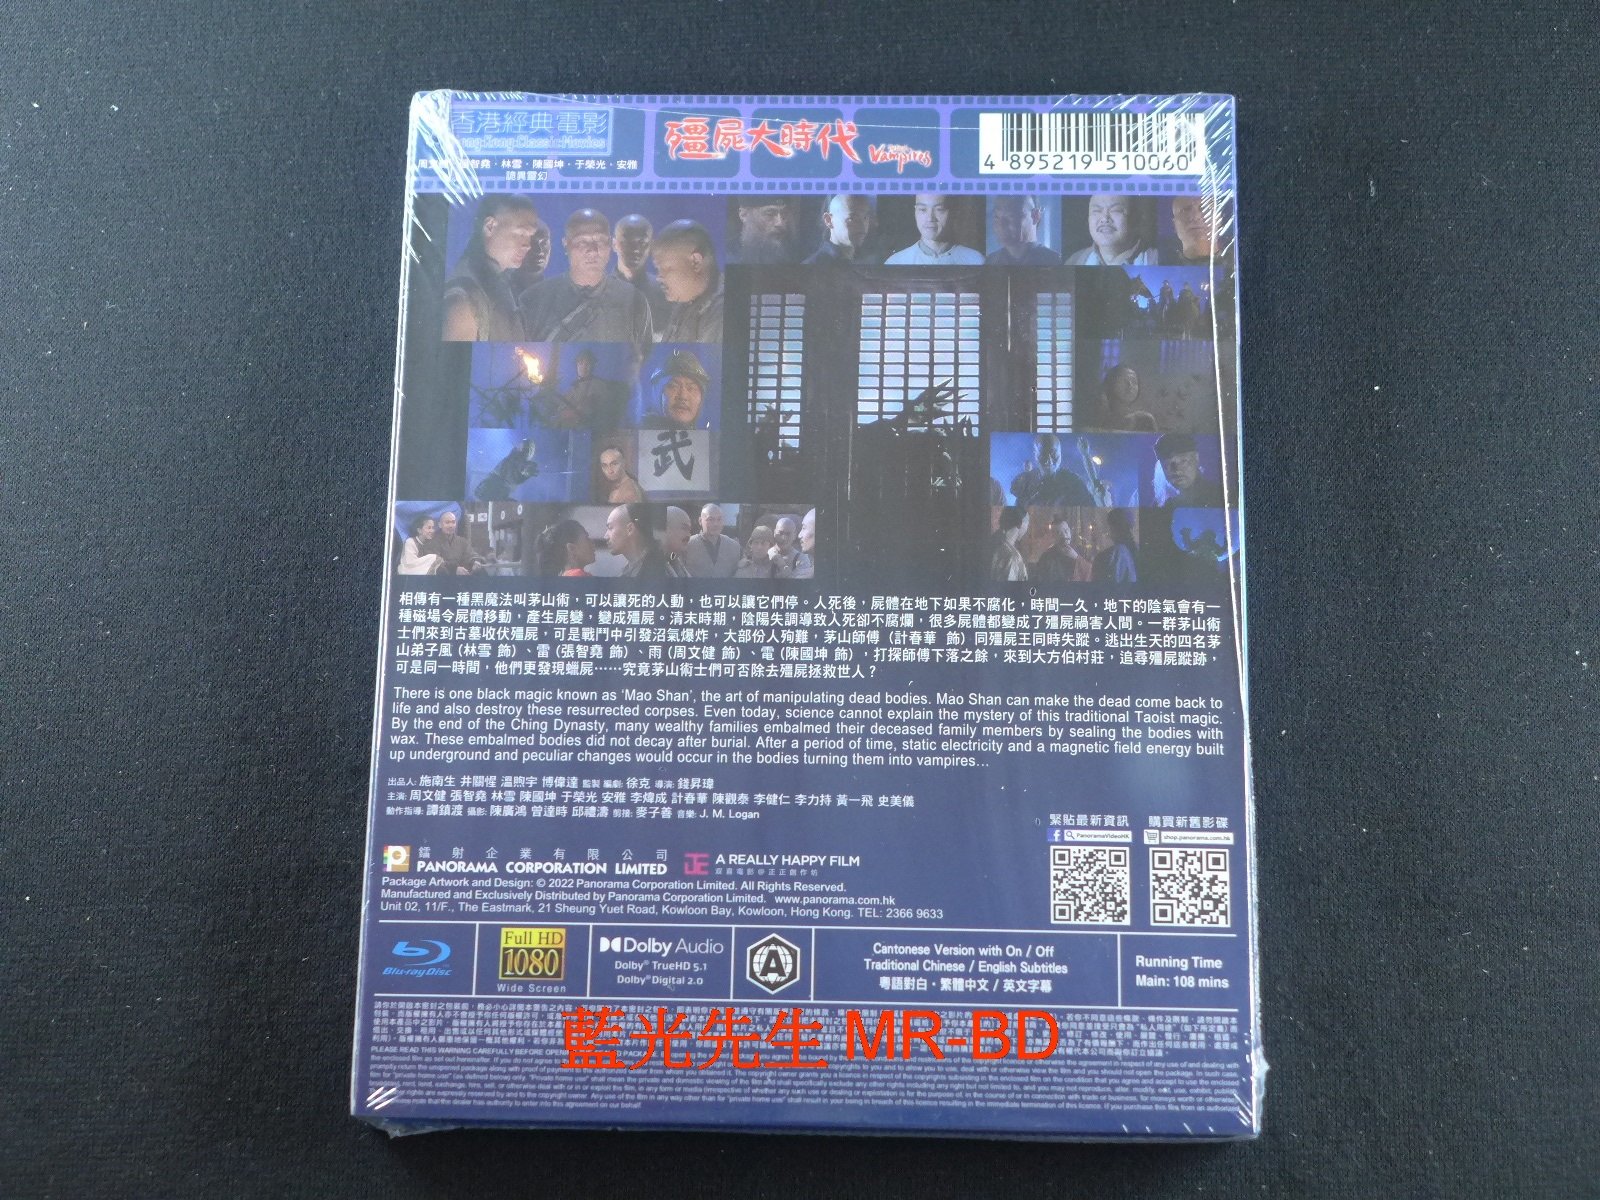 香港經典電影
Hong Kong Classic Movies
林雪・陳國坤・于榮光・安雅
詭異靈幻
殭屍大時代
Vampires
4 895219 510060
武
相傳有一種黑魔法叫茅山術，可以讓死的人動，也可以讓它們停。人死後，屍體在地下如果不腐化，時間一久，地下的陰氣會有一
種磁場令屍體移動，產生屍變，變成殭屍。清末時期，陰陽失調導致入死卻不腐爛，很多屍體都變成了殭屍禍害人間。一群茅山術
士們來到古墓收伏殭屍，可是戰鬥中引發沼氣爆炸，大部份人殉難，茅山師傅（計春華 飾）同殭屍王同時失蹤。逃出生天的四名茅
山弟子風（林雪 飾）、雷（張智堯 飾）、雨（周文健 飾）、電（陳國坤 飾），打探師傅下落之餘，來到大方伯村莊，追尋殭屍蹤跡，
可是同一時間，他們更發現蠟屍……究竟茅山術士們可否除去殭屍拯救世人？
There is one black magic known as ‘Mao Shan’, the art of manipulating dead bodies. Mao Shan can make the dead come back to
life and also destroy these resurrected corpses. Even today, science cannot explain the mystery of this traditional Taoist magic.
By the end of the Ching Dynasty, many wealthy families embalmed their deceased family members by sealing the bodies with
wax. These embalmed bodies did not decay after burial. After a period of time, static electricity and a magnetic field energy built
up underground and peculiar changes would occur in the bodies turning them into vampires…
出品人: 施南生 井關惺 溫煦宇 博偉達 監製 編劇: 徐克 導演: 錢昇瑋
主演: 周文健 張智堯 林雪 陳國坤 于榮光 安雅 李煒成 計春華 陳觀泰 李健仁 李力持 黃一飛 史美儀
動作指導: 譚鎮渡 攝影: 陳廣鴻 曾達時 邱禮濤 剪接: 麥子善 音樂: J. M. Logan
緊貼最新資訊
PanoramaVideoHK
購買新舊影碟
shop.panorama.com.hk
鐳射企業有限公司
PANORAMA CORPORATION LIMITED
A REALLY HAPPY FILM
Package Artwork and Design: © 2022 Panorama Corporation Limited. All Rights Reserved.
Manufactured and Exclusively Distributed by Panorama Corporation Limited. www.panorama.com.hk
Unit 02, 11/F., The Eastmark, 21 Sheung Yuet Road, Kowloon Bay, Kowloon, Hong Kong. TEL: 2366 9633
Blu-ray Disc
Full HD
1080
Wide Screen
Dolby Audio
Dolby® TrueHD 5.1
Dolby® Digital 2.0
A
Cantonese Version with On / Off
Traditional Chinese / English Subtitles
粵語對白・繁體中文 / 英文字幕
Running Time
Main: 108 mins
藍光先生 MR-BD
PLEASE READ THIS WARNING CAREFULLY BEFORE OPENING